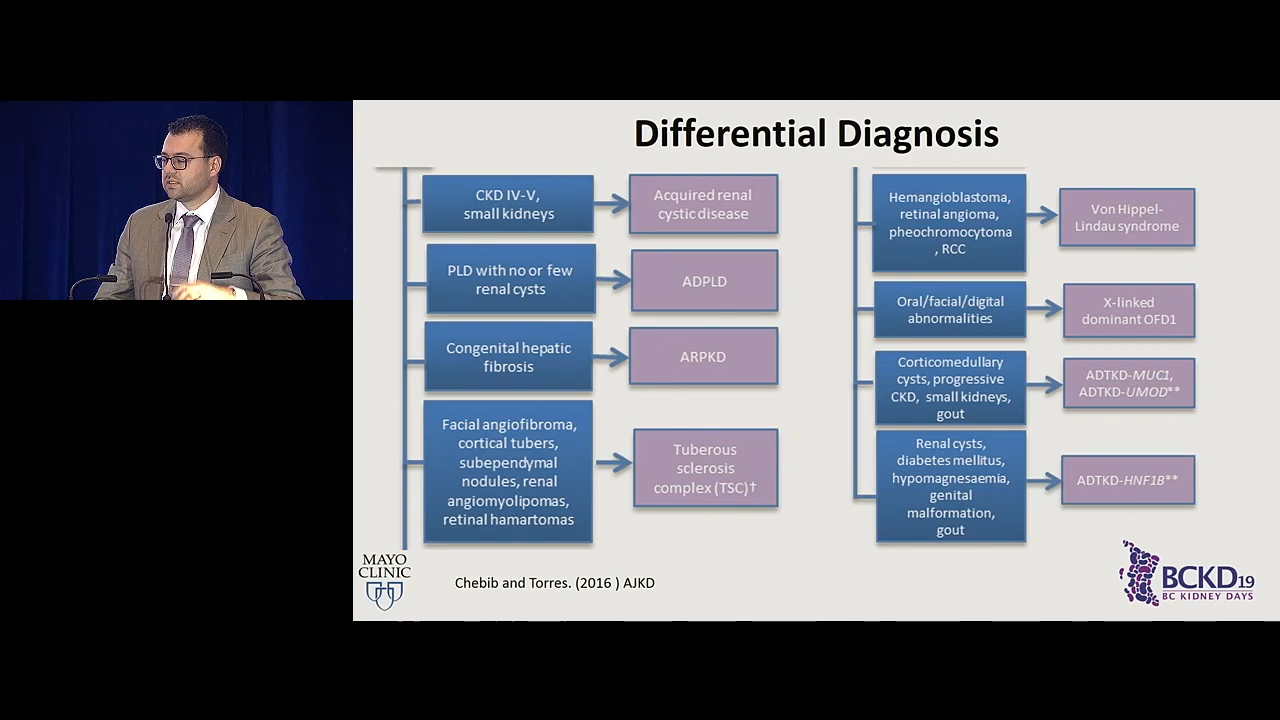 Differential Diagnosis
CKD IV-V,
small kidneys
Acquired renal
cystic disease
PLD with no or few
renal cysts
ADPLD
Congenital hepatic
fibrosis
ARPKD
Facial angiofibroma,
cortical tubers,
subependymal
nodules, renal
angiomyolipomas,
retinal hamartomas
Tuberous
sclerosis
complex (TSC)†
Hemangioblastoma,
retinal angioma,
pheochromocytoma
, RCC
Von Hippel-
Lindau syndrome
Oral/facial/digital
abnormalities
X-linked
dominant OFD1
Corticomedullary
cysts, progressive
CKD, small kidneys,
gout
ADTKD-MUC1,
ADTKD-UMOD**
Renal cysts,
diabetes mellitus,
hypomagnesaemia,
genital
malformation,
gout
ADTKD-HNF1B**
MAYO
CLINIC
Chebib and Torres. (2016 ) AJKD
BCKD19
BC KIDNEY DAYS